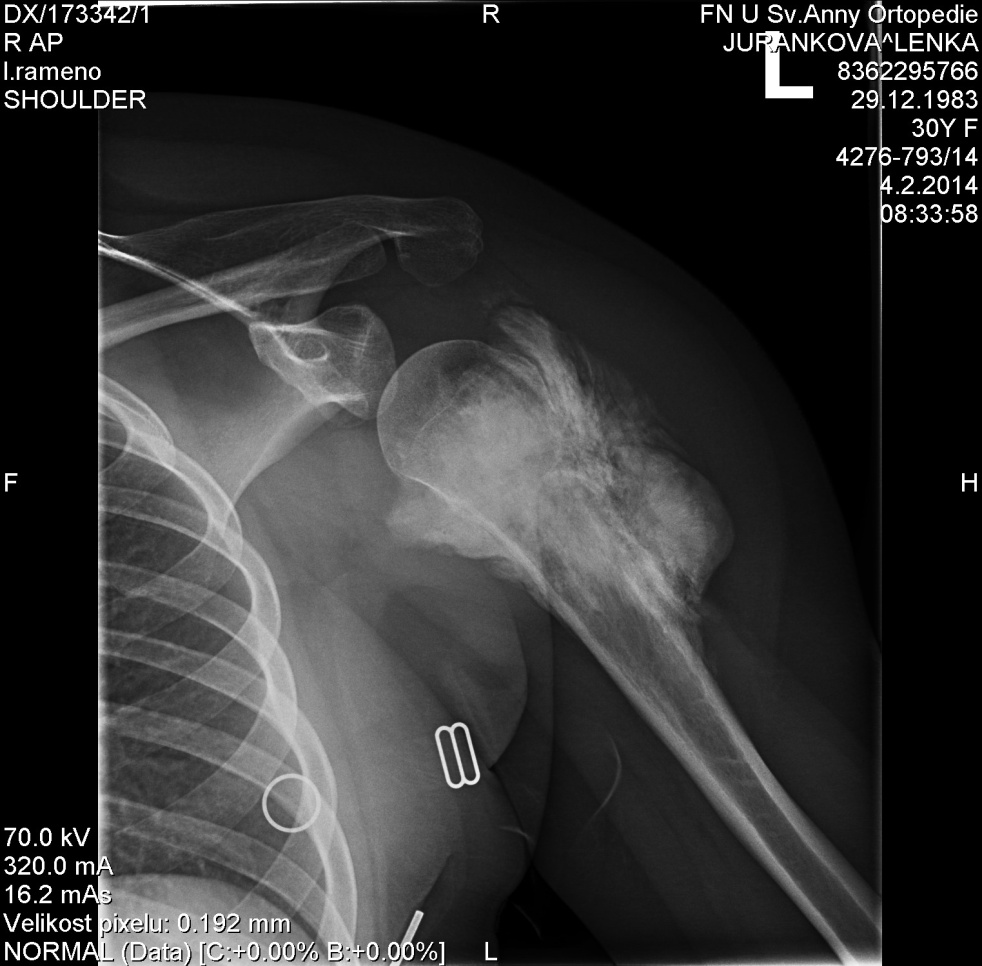 DX/173342/1
R AP
l.rameno
SHOULDER
R
FN U Sv.Anny Ortopedie
JURANKOVA^LENKA
8362295766
29.12.1983
30Y F
4276-793/14
4.2.2014
08:33:58
L
F
H
70.0 kV
320.0 mA
16.2 mAs
Velikost pixelu: 0.192 mm
NORMAL (Data) [C:+0.00% B:+0.00%]
L